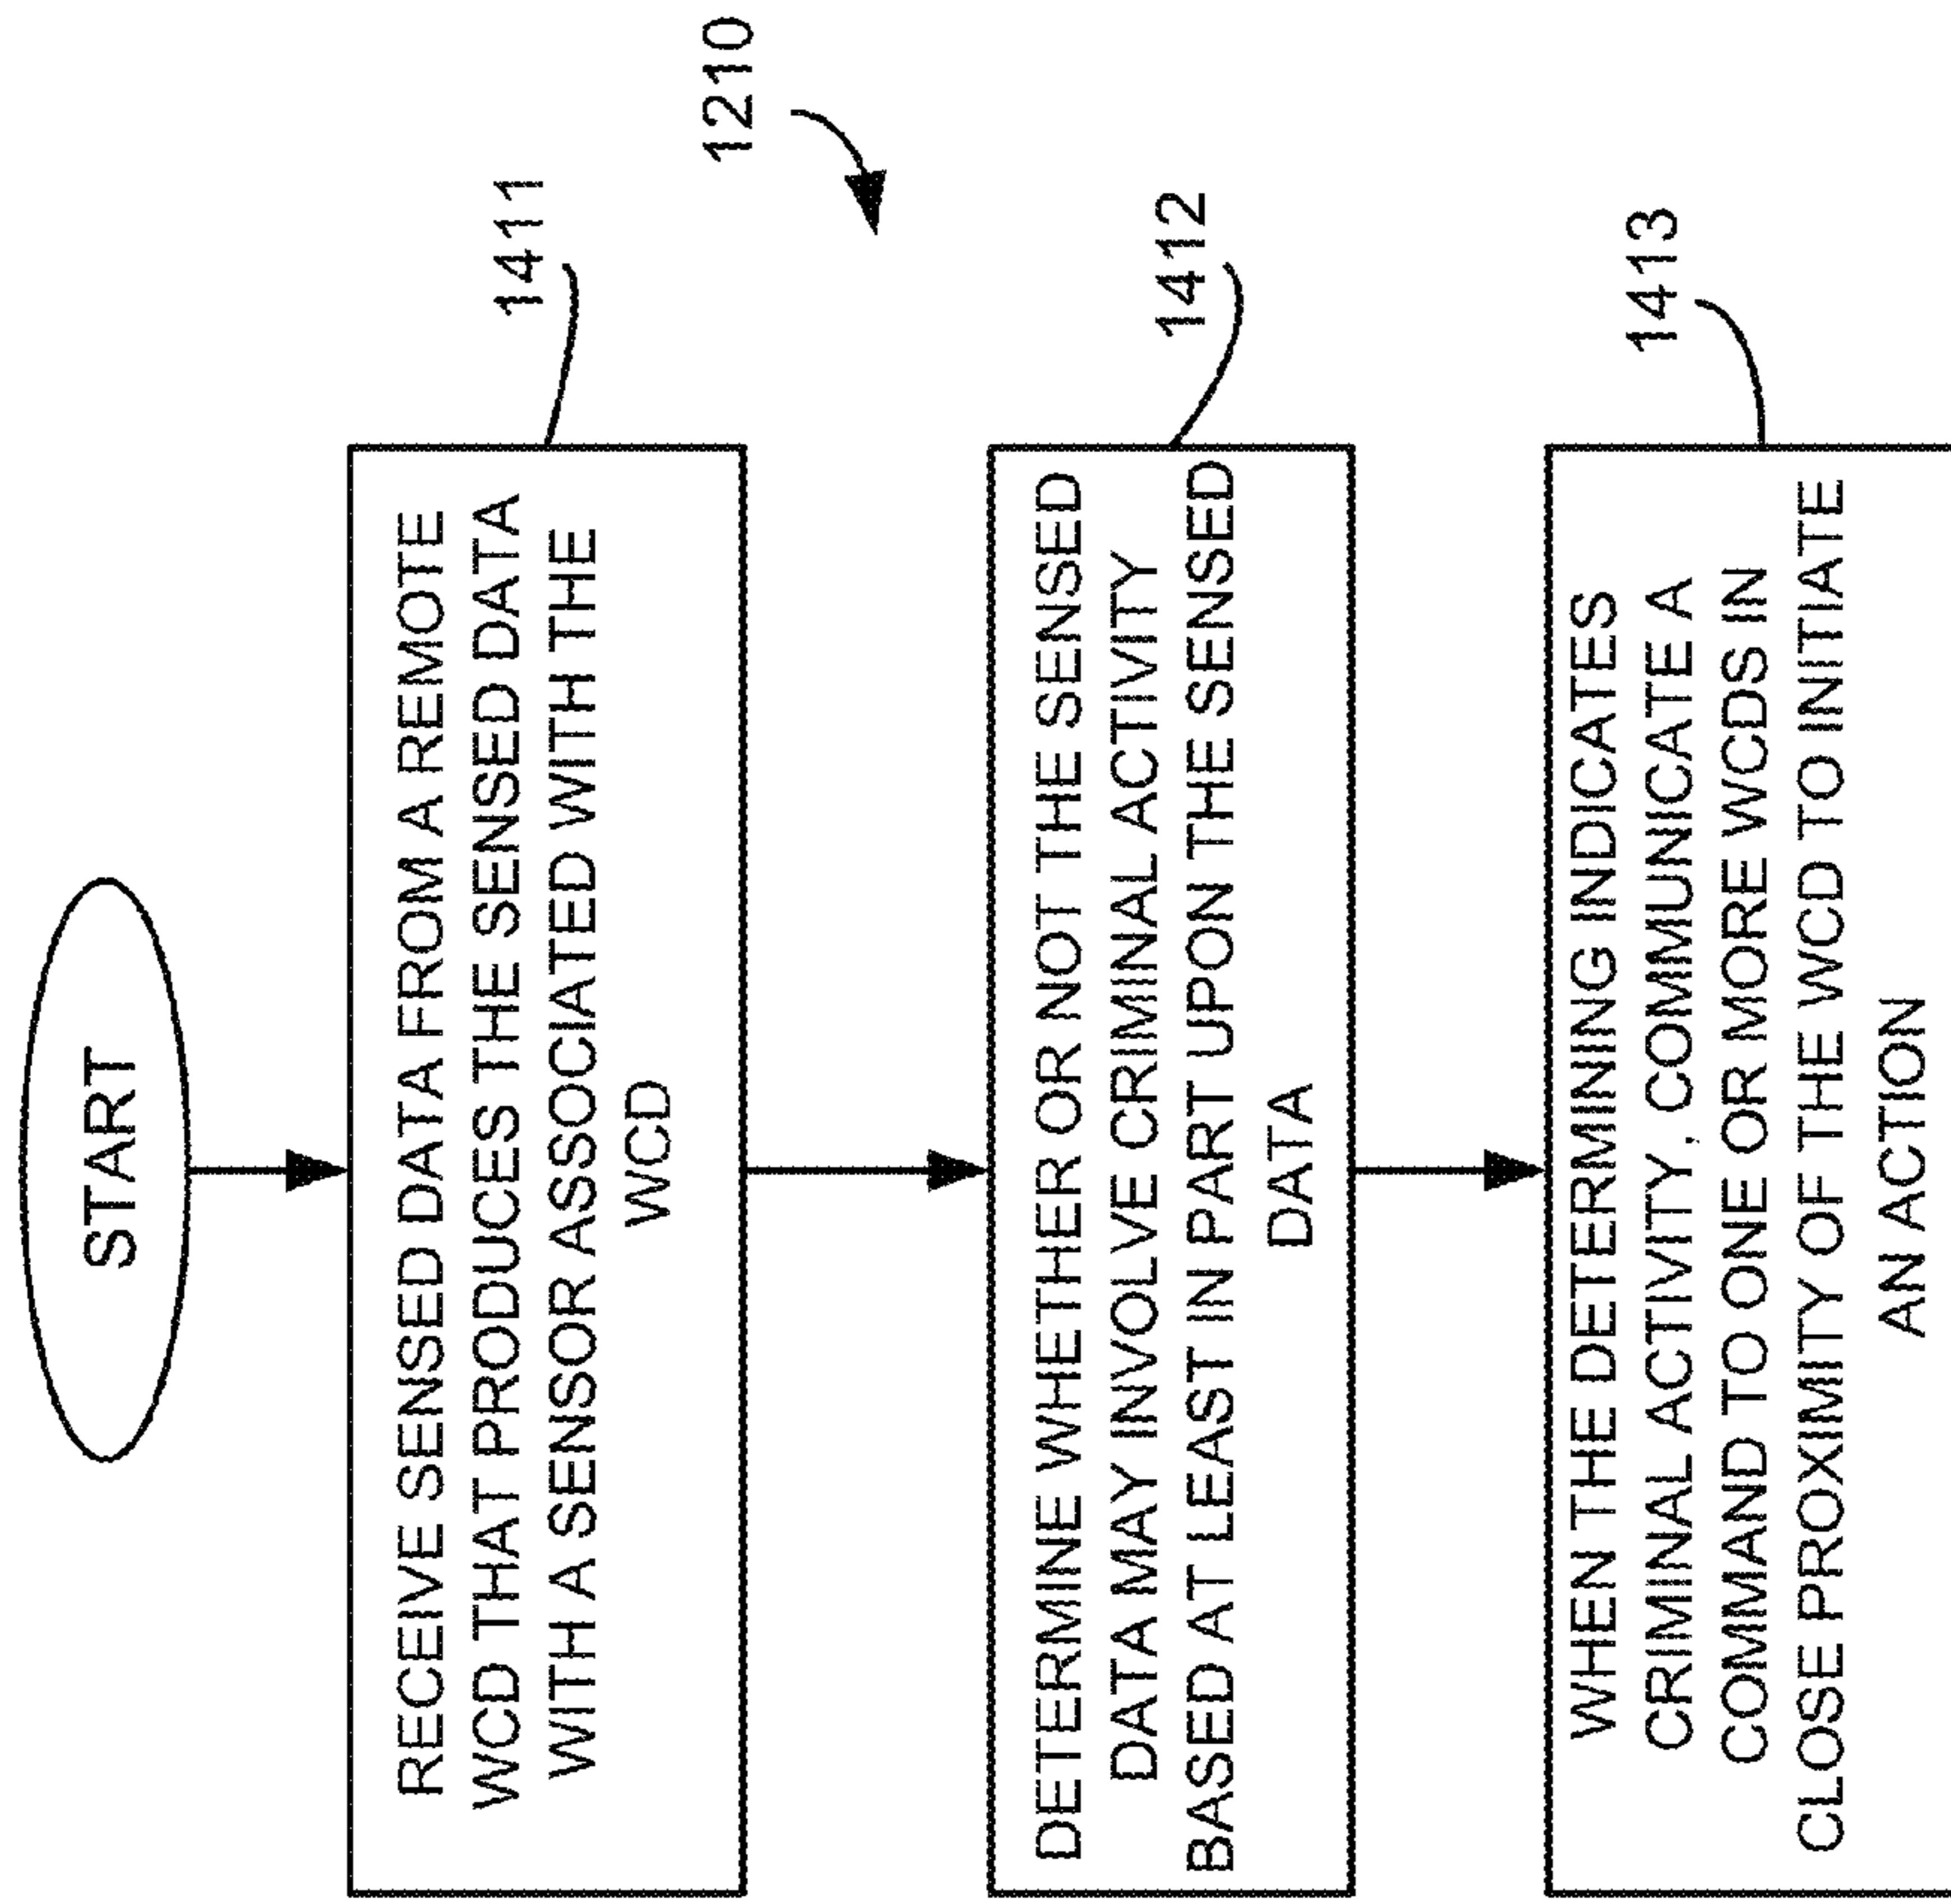 START
1411
RECEIVE SENSED DATA FROM A REMOTE
WCD THAT PRODUCES THE SENSED DATA
WITH A SENSOR ASSOCIATED WITH THE
WCD
1210
1412
DETERMINE WHETHER OR NOT THE SENSED
DATA MAY INVOLVE CRIMINAL ACTIVITY
BASED AT LEAST IN PART UPON THE SENSED
DATA
1413
WHEN THE DETERMINING INDICATES
CRIMINAL ACTIVITY, COMMUNICATE A
COMMAND TO ONE OR MORE WCDS IN
CLOSE PROXIMITY OF THE WCD TO INITIATE
AN ACTION